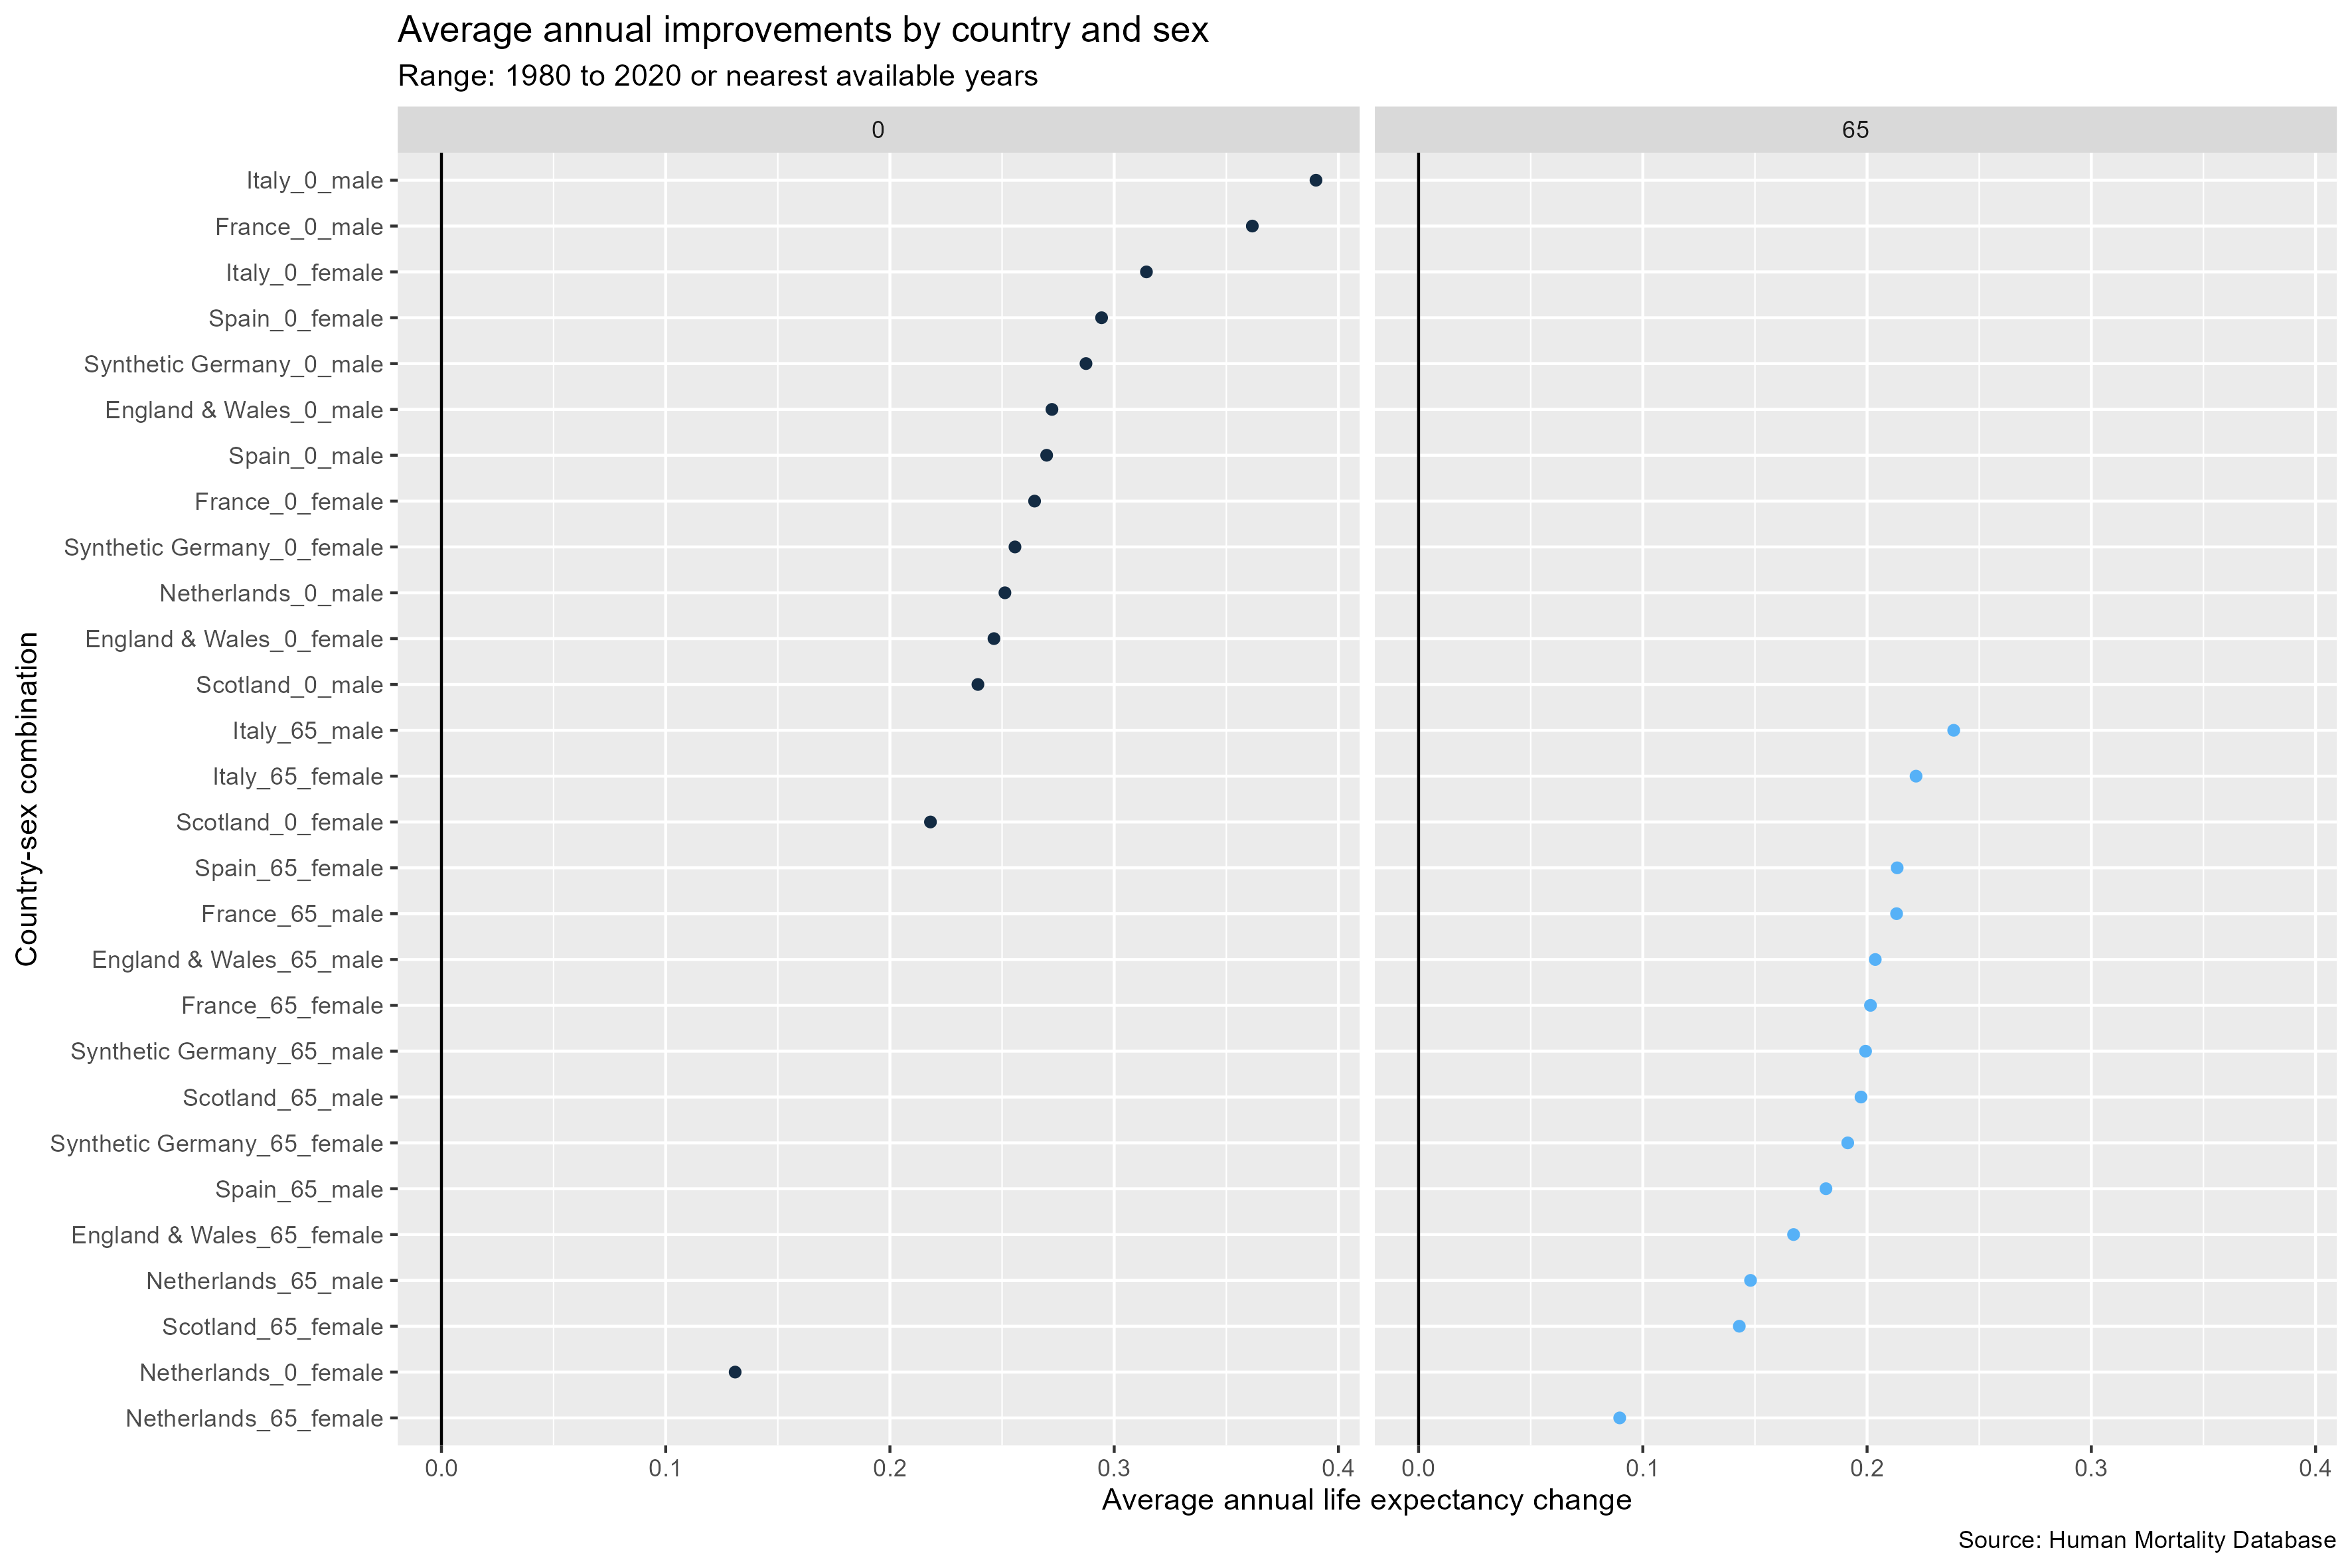 Average annual improvements by country and sex
Range: 1980 to 2020 or nearest available years
0
65
Country-sex combination
Italy_0_male
France_0_male
Italy_0_female
Spain_0_female
Synthetic Germany_0_male
England & Wales_0_male
Spain_0_male
France_0_female
Synthetic Germany_0_female
Netherlands_0_male
England & Wales_0_female
Scotland_0_male
Italy_65_male
Italy_65_female
Scotland_0_female
Spain_65_female
France_65_male
England & Wales_65_male
France_65_female
Synthetic Germany_65_male
Scotland_65_male
Synthetic Germany_65_female
Spain_65_male
England & Wales_65_female
Netherlands_65_male
Scotland_65_female
Netherlands_0_female
Netherlands_65_female
0.0 0.1 0.2 0.3 0.4 0.0 0.1 0.2 0.3 0.4
Average annual life expectancy change
Source: Human Mortality Database